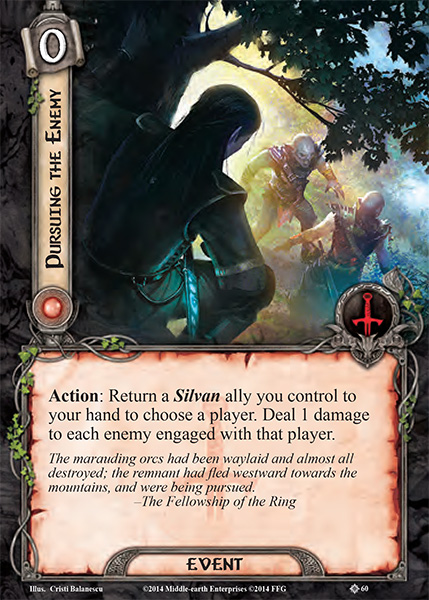 0
PURSUING THE ENEMY
Action: Return a Silvan ally you control to
your hand to choose a player. Deal 1 damage
to each enemy engaged with that player.
The marauding orcs had been waylaid and almost all
destroyed; the remnant had fled westward towards the
mountains, and were being pursued.
–The Fellowship of the Ring
EVENT
Illus. Cristi Balanescu ©2014 Middle-earth Enterprises ©2014 FFG 60